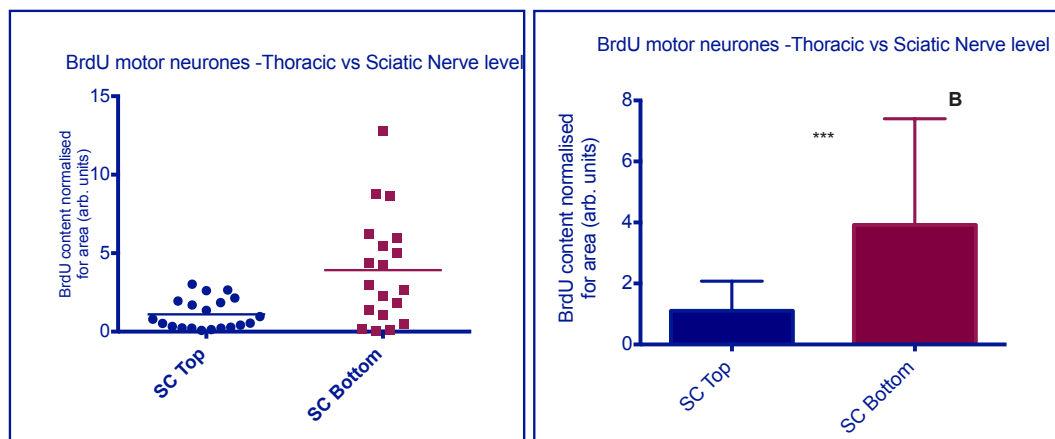 BrdU motor neurones -Thoracic vs Sciatic Nerve level
BrdU content normalised
for area (arb. units)
15
10
5
0
SC Top
SC Bottom
BrdU motor neurones -Thoracic vs Sciatic Nerve level
B
***
BrdU content normalised
for area (arb. units)
8
6
4
2
0
SC Top
SC Bottom